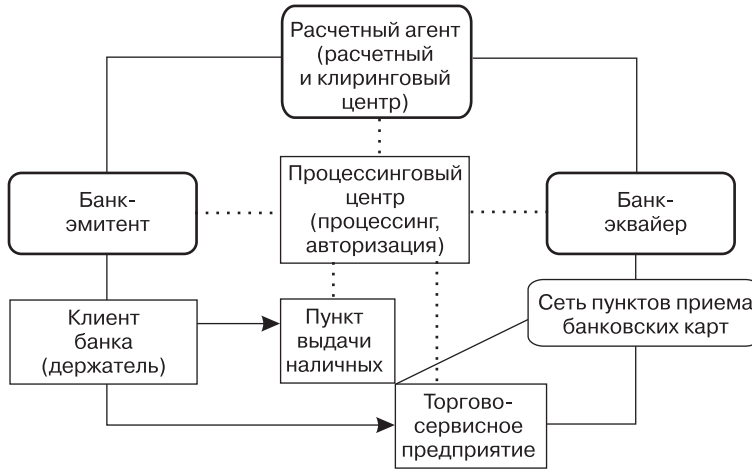 Расчетный агент
(расчетный
и клиринговый
центр)
Банк-
эмитент
Процессинговый
центр
(процессинг,
авторизация)
Банк-
эквайер
Клиент
банка
(держатель)
Пункт
выдачи
наличных
Сеть пунктов приема
банковских карт
Торгово-
сервисное
предприятие